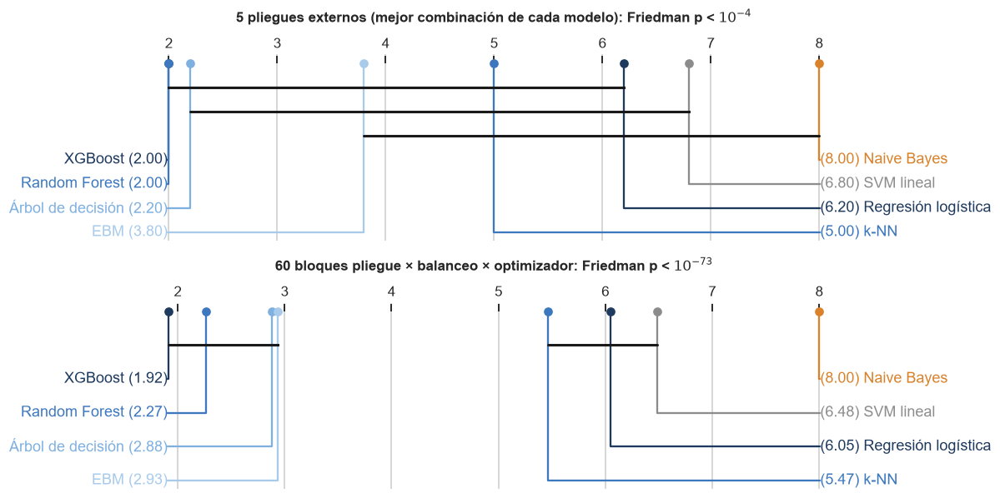 5 pliegues externos (mejor combinación de cada modelo): Friedman p < 10⁻⁴
2 3 4 5 6 7 8
XGBoost (2.00) (8.00) Naive Bayes
Random Forest (2.00) (6.80) SVM lineal
Árbol de decisión (2.20) (6.20) Regresión logística
EBM (3.80) (5.00) k-NN
60 bloques pliegue × balanceo × optimizador: Friedman p < 10⁻⁷³
2 3 4 5 6 7 8
XGBoost (1.92) (8.00) Naive Bayes
Random Forest (2.27) (6.48) SVM lineal
Árbol de decisión (2.88) (6.05) Regresión logística
EBM (2.93) (5.47) k-NN